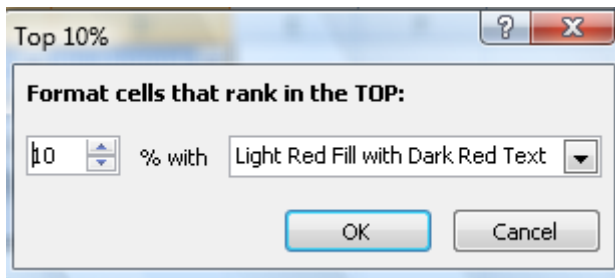 Top 10%
Format cells that rank in the TOP:
10 % with Light Red Fill with Dark Red Text
OK Cancel